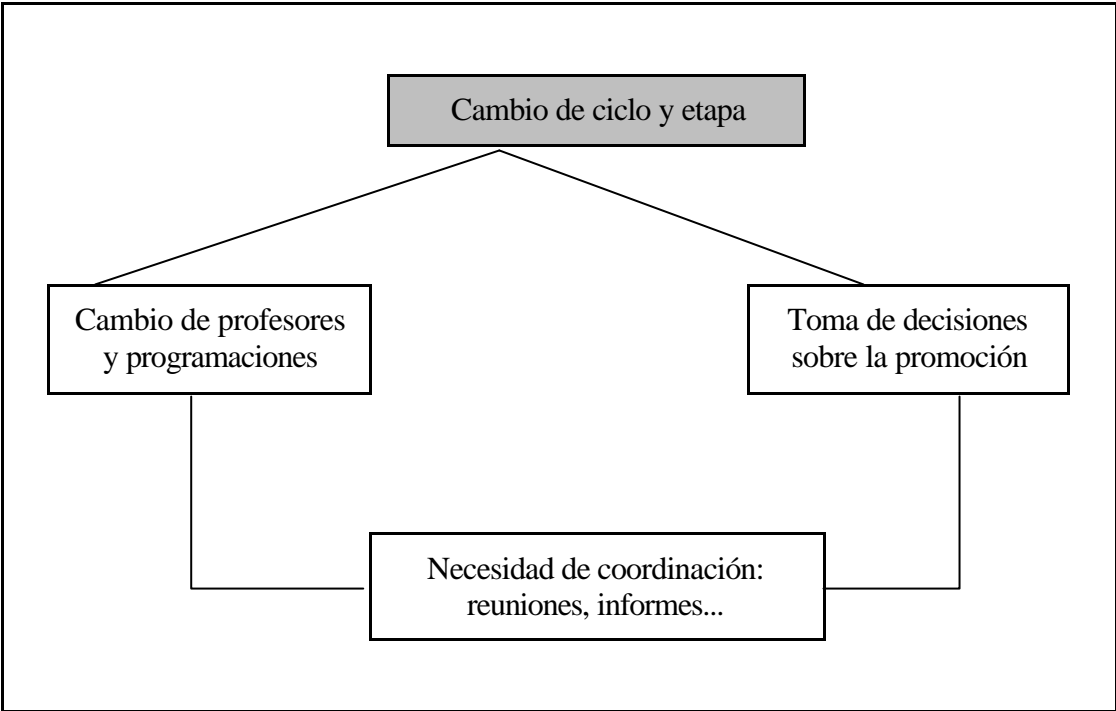 Cambio de ciclo y etapa
Cambio de profesores
y programaciones
Toma de decisiones
sobre la promoción
Necesidad de coordinación:
reuniones, informes...